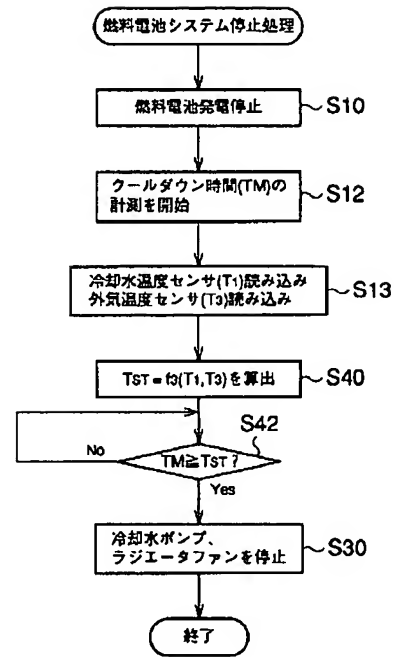 燃料電池システム停止処理
燃料電池発電停止 S10
クールダウン時間(TM)の
計測を開始 S12
冷却水温度センサ(T1)読み込み
外気温度センサ(T3)読み込み S13
TST = f3(T1,T3)を算出 S40
S42
No TM≧TST?
Yes
冷却水ポンプ、
ラジエータファンを停止 S30
終了